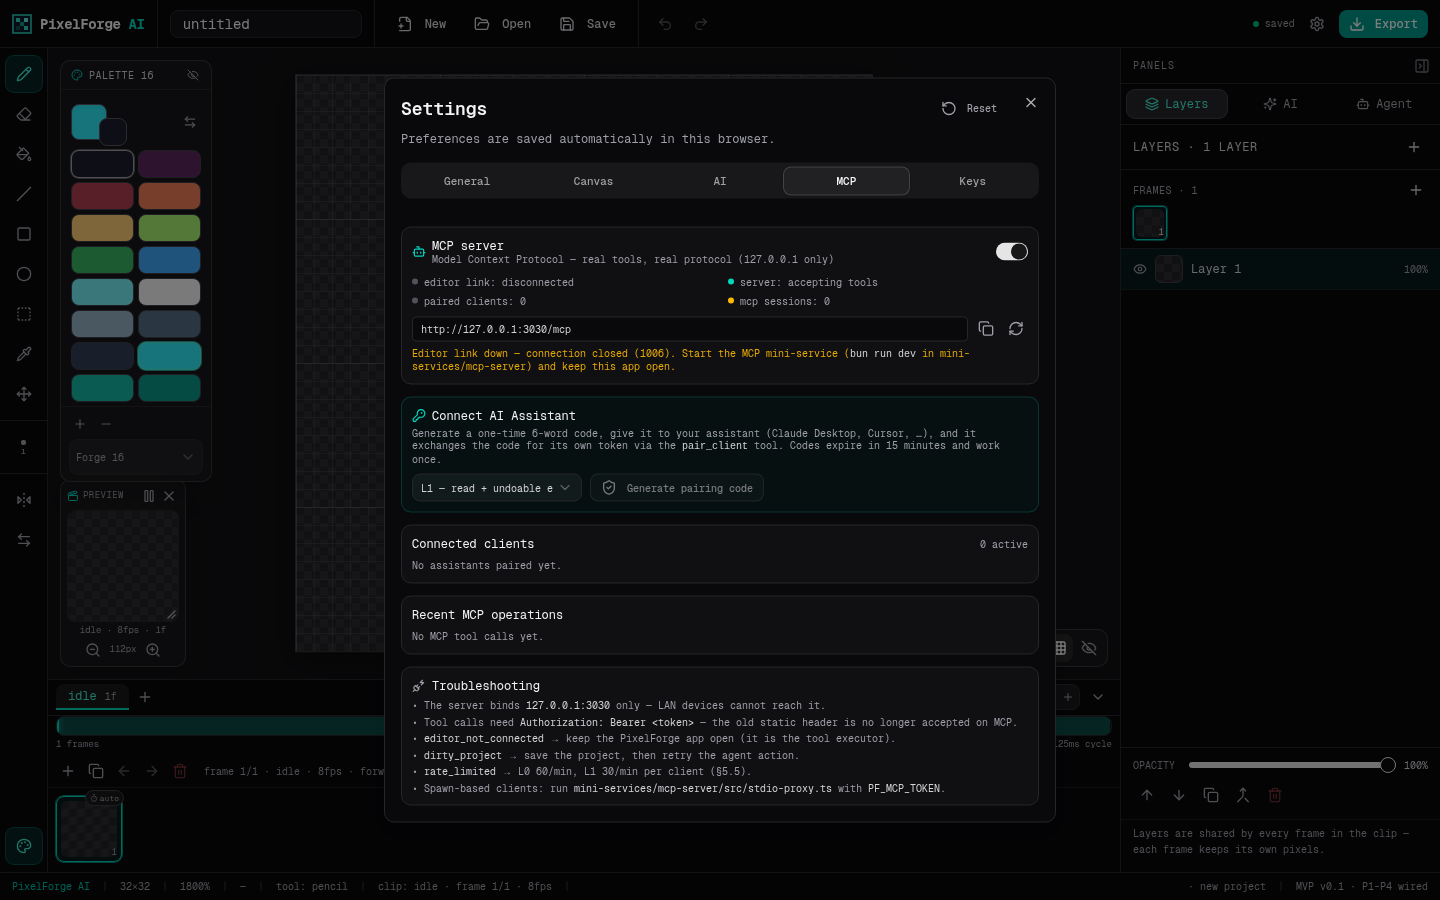 PixelForge AI
untitled
New
Open
Save
saved
Export
PALETTE 16
Forge 16
1
PREVIEW
idle · 8fps · 1f
112px
Settings
Reset
Preferences are saved automatically in this browser.
General
Canvas
AI
MCP
Keys
MCP server
Model Context Protocol — real tools, real protocol (127.0.0.1 only)
editor link: disconnected
server: accepting tools
paired clients: 0
mcp sessions: 0
http://127.0.0.1:3030/mcp
Editor link down — connection closed (1006). Start the MCP mini-service (bun run dev in mini-
services/mcp-server) and keep this app open.
Connect AI Assistant
Generate a one-time 6-word code, give it to your assistant (Claude Desktop, Cursor, …), and it
exchanges the code for its own token via the pair_client tool. Codes expire in 15 minutes and work
once.
L1 — read + undoable e
Generate pairing code
Connected clients
0 active
No assistants paired yet.
Recent MCP operations
No MCP tool calls yet.
Troubleshooting
• The server binds 127.0.0.1:3030 only — LAN devices cannot reach it.
• Tool calls need Authorization: Bearer <token> — the old static header is no longer accepted on MCP.
• editor_not_connected → keep the PixelForge app open (it is the tool executor).
• dirty_project → save the project, then retry the agent action.
• rate_limited → L0 60/min, L1 30/min per client (§5.5).
• Spawn-based clients: run mini-services/mcp-server/src/stdio-proxy.ts with PF_MCP_TOKEN.
PANELS
Layers
AI
Agent
LAYERS · 1 LAYER
FRAMES · 1
1
Layer 1
100%
OPACITY
100%
Layers are shared by every frame in the clip —
each frame keeps its own pixels.
idle 1f
1 frames
25ms cycle
frame 1/1 · idle · 8fps · forw
auto
1
PixelForge AI
32×32
1800%
—
tool: pencil
clip: idle · frame 1/1 · 8fps
· new project
MVP v0.1 · P1-P4 wired